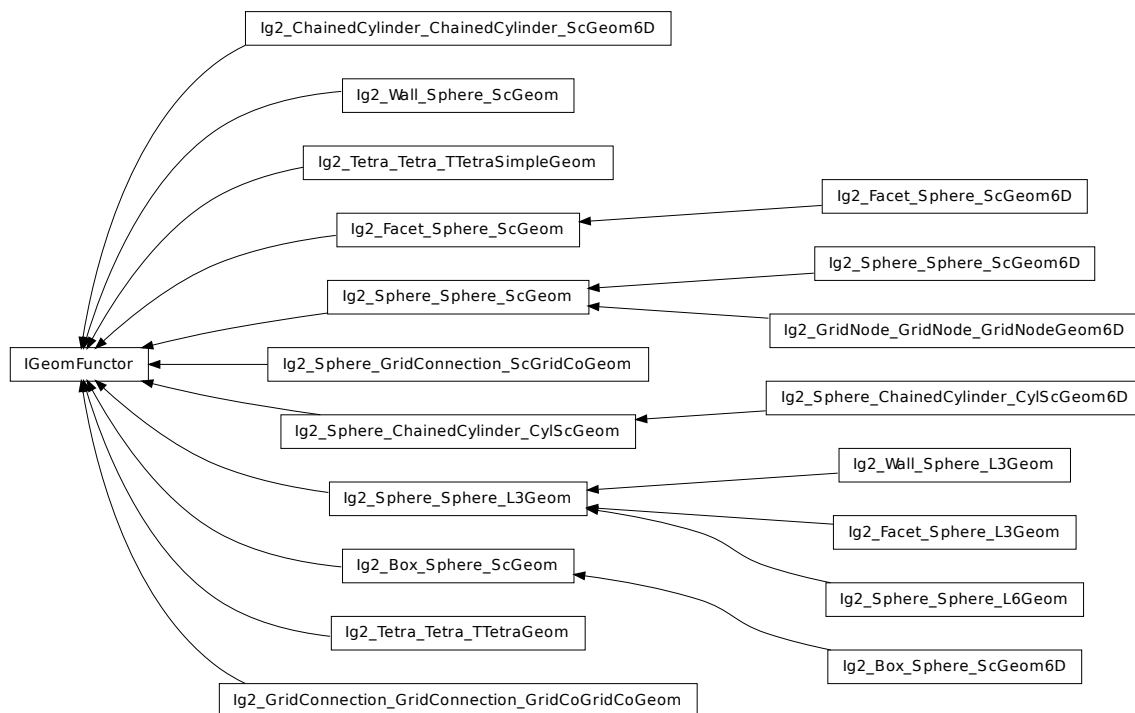 Ig2_ChainedCylinder_ChainedCylinder_ScGeom6D
Ig2_Wall_Sphere_ScGeom
Ig2_Tetra_Tetra_TTetraSimpleGeom
Ig2_Facet_Sphere_ScGeom6D
Ig2_Facet_Sphere_ScGeom
Ig2_Sphere_Sphere_ScGeom6D
Ig2_Sphere_Sphere_ScGeom
Ig2_GridNode_GridNode_GridNodeGeom6D
IGeomFunctor
Ig2_Sphere_GridConnection_ScGridCoGeom
Ig2_Sphere_ChainedCylinder_CylScGeom6D
Ig2_Sphere_ChainedCylinder_CylScGeom
Ig2_Wall_Sphere_L3Geom
Ig2_Sphere_Sphere_L3Geom
Ig2_Facet_Sphere_L3Geom
Ig2_Box_Sphere_ScGeom
Ig2_Sphere_Sphere_L6Geom
Ig2_Tetra_Tetra_TTetraGeom
Ig2_Box_Sphere_ScGeom6D
Ig2_GridConnection_GridConnection_GridCoGridCoGeom